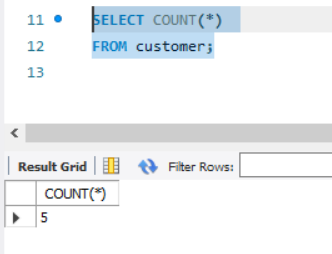 11 SELECT COUNT(*)
12 FROM customer;
13
Result Grid Filter Rows:
COUNT(*)
5